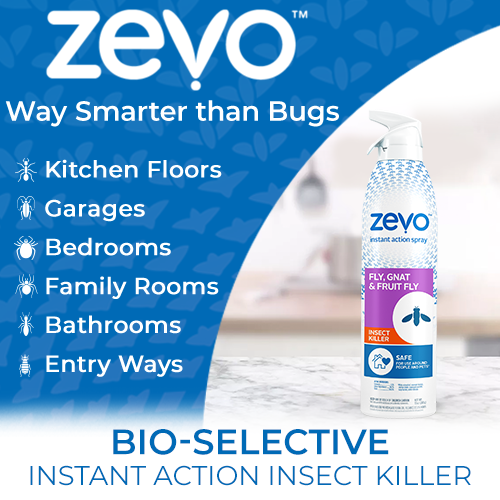 zevo™
Way Smarter than Bugs
Kitchen Floors
Garages
Bedrooms
Family Rooms
Bathrooms
Entry Ways
zevo™
instant action spray
FLY, GNAT
& FRUIT FLY
INSECT
KILLER
SAFE
FOR USE AROUND
PEOPLE AND PETS
BIO-SELECTIVE
INSTANT ACTION INSECT KILLER